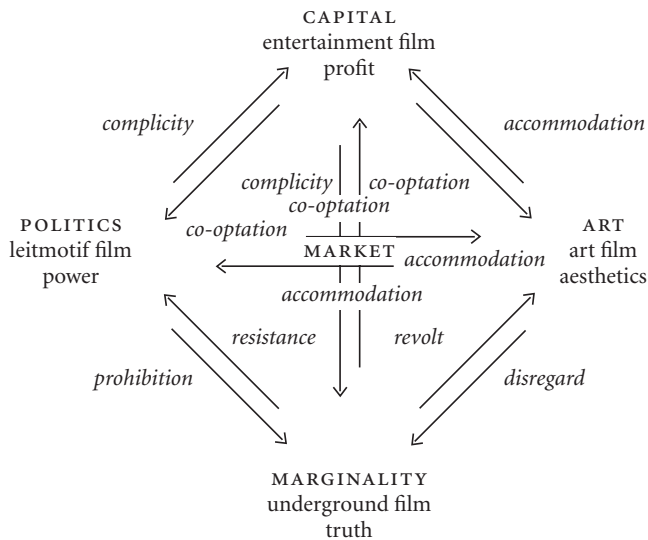 CAPITAL
entertainment film
profit
complicity
accommodation
complicity
co-optation
co-optation
POLITICS
leitmotif film
power
co-optation
MARKET
accommodation
ART
art film
aesthetics
accommodation
resistance
revolt
prohibition
disregard
MARGINALITY
underground film
truth